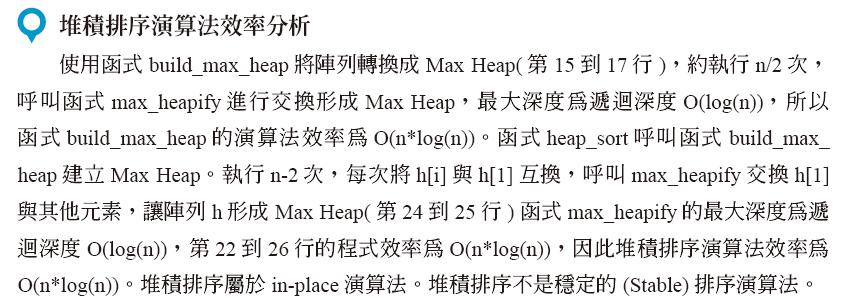 堆積排序演算法效率分析
使用函式 build_max_heap 將陣列轉換成 Max Heap( 第 15 到 17 行 )，約執行 n/2 次，
呼叫函式 max_heapify 進行交換形成 Max Heap，最大深度為遞迴深度 O(log(n))，所以
函式 build_max_heap 的演算法效率為 O(n*log(n))。函式 heap_sort 呼叫函式 build_max_
heap 建立 Max Heap。執行 n-2 次，每次將 h[i] 與 h[1] 互換，呼叫 max_heapify 交換 h[1]
與其他元素，讓陣列 h 形成 Max Heap( 第 24 到 25 行 ) 函式 max_heapify 的最大深度為遞
迴深度 O(log(n))，第 22 到 26 行的程式效率為 O(n*log(n))，因此堆積排序演算法效率為
O(n*log(n))。堆積排序屬於 in-place 演算法。堆積排序不是穩定的 (Stable) 排序演算法。